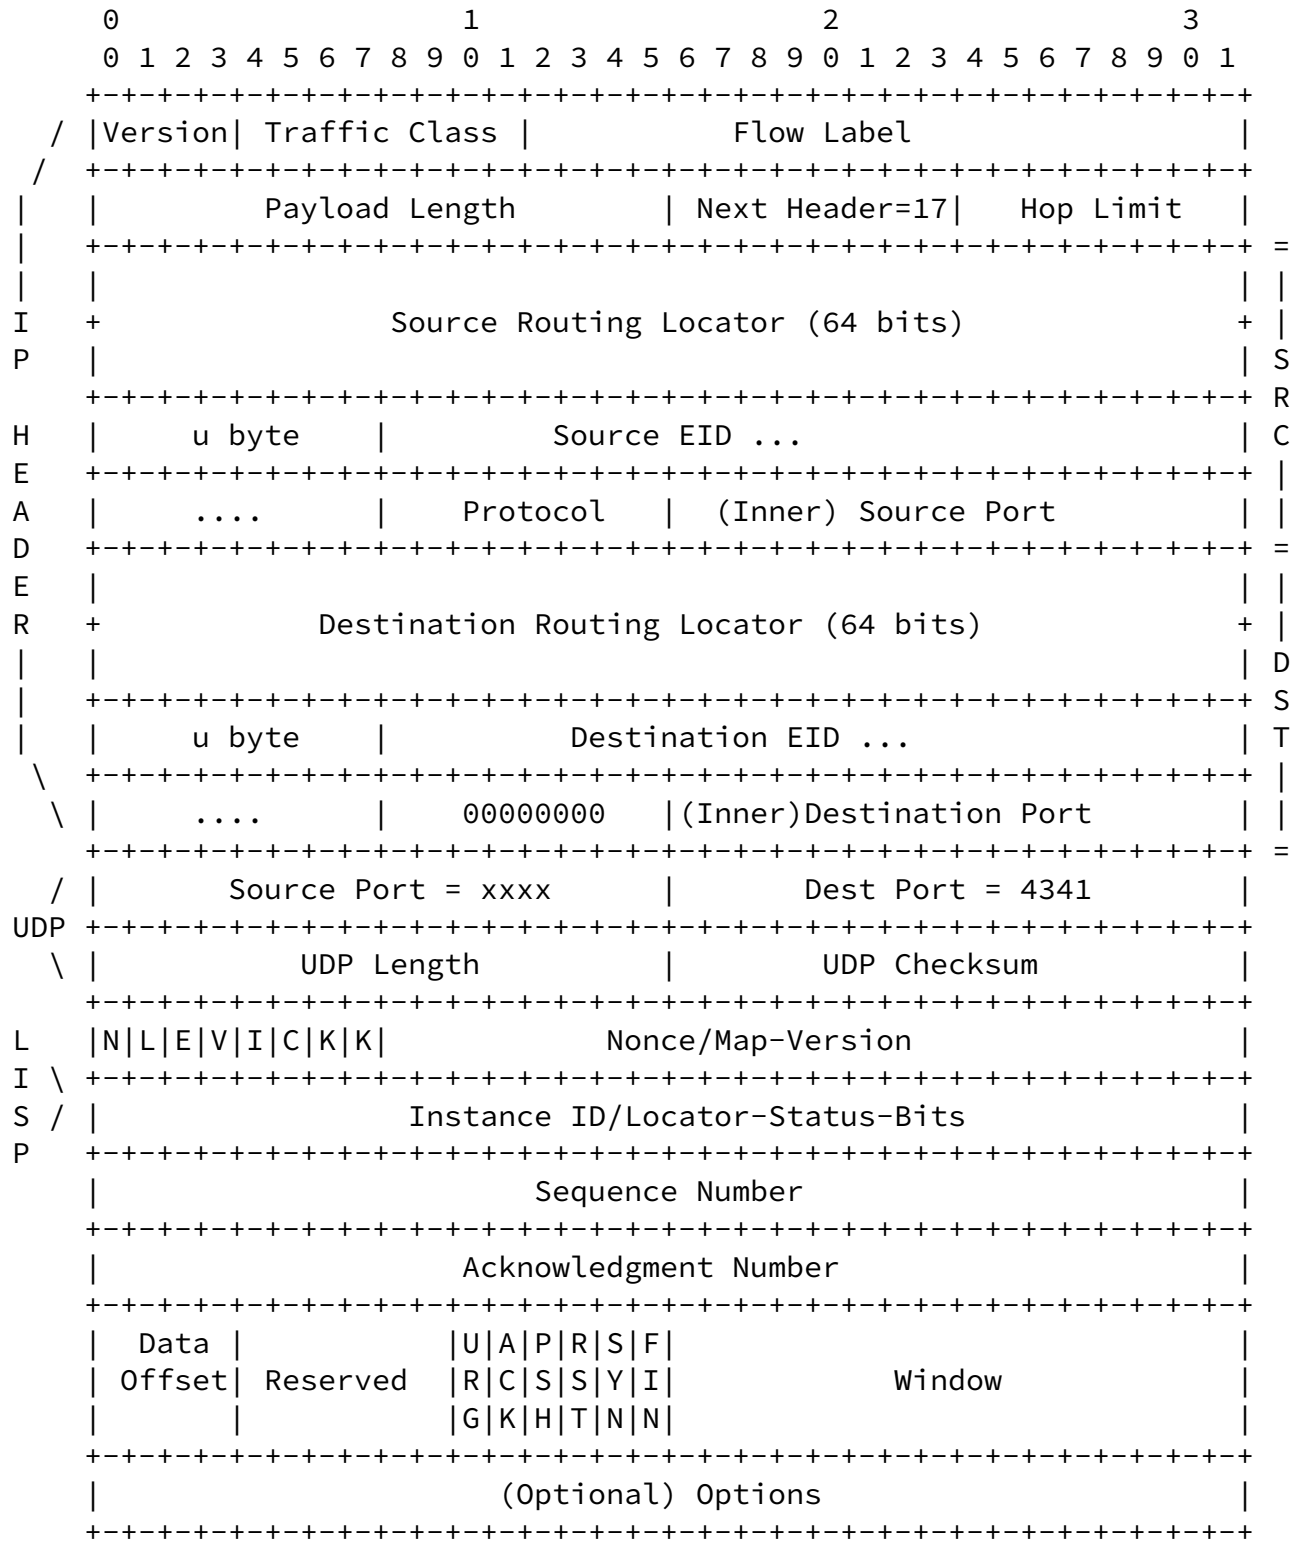 0                   1                   2                   3
     0 1 2 3 4 5 6 7 8 9 0 1 2 3 4 5 6 7 8 9 0 1 2 3 4 5 6 7 8 9 0 1
    +-+-+-+-+-+-+-+-+-+-+-+-+-+-+-+-+-+-+-+-+-+-+-+-+-+-+-+-+-+-+-+-+
  / |Version| Traffic Class |           Flow Label                  |
 /  +-+-+-+-+-+-+-+-+-+-+-+-+-+-+-+-+-+-+-+-+-+-+-+-+-+-+-+-+-+-+-+-+
|   |         Payload Length        | Next Header=17|   Hop Limit   |
|   +-+-+-+-+-+-+-+-+-+-+-+-+-+-+-+-+-+-+-+-+-+-+-+-+-+-+-+-+-+-+-+-+ =
|   |                                                               | |
I   +                Source Routing Locator (64 bits)               + |
P   |                                                               | S
    +-+-+-+-+-+-+-+-+-+-+-+-+-+-+-+-+-+-+-+-+-+-+-+-+-+-+-+-+-+-+-+-+ R
H   |     u byte    |         Source EID ...                        | C
E   +-+-+-+-+-+-+-+-+-+-+-+-+-+-+-+-+-+-+-+-+-+-+-+-+-+-+-+-+-+-+-+-+ |
A   |     ....      |    Protocol   |  (Inner) Source Port          | |
D   +-+-+-+-+-+-+-+-+-+-+-+-+-+-+-+-+-+-+-+-+-+-+-+-+-+-+-+-+-+-+-+-+ =
E   |                                                               | |
R   +            Destination Routing Locator (64 bits)              + |
|   |                                                               | D
|   +-+-+-+-+-+-+-+-+-+-+-+-+-+-+-+-+-+-+-+-+-+-+-+-+-+-+-+-+-+-+-+-+ S
|   |     u byte    |          Destination EID ...                  | T
 \  +-+-+-+-+-+-+-+-+-+-+-+-+-+-+-+-+-+-+-+-+-+-+-+-+-+-+-+-+-+-+-+-+ |
  \ |     ....      |    00000000   |(Inner)Destination Port        | |
    +-+-+-+-+-+-+-+-+-+-+-+-+-+-+-+-+-+-+-+-+-+-+-+-+-+-+-+-+-+-+-+-+ =
  / |       Source Port = xxxx      |       Dest Port = 4341        |
UDP +-+-+-+-+-+-+-+-+-+-+-+-+-+-+-+-+-+-+-+-+-+-+-+-+-+-+-+-+-+-+-+-+
  \ |           UDP Length          |        UDP Checksum           |
    +-+-+-+-+-+-+-+-+-+-+-+-+-+-+-+-+-+-+-+-+-+-+-+-+-+-+-+-+-+-+-+-+
L   |N|L|E|V|I|C|K|K|            Nonce/Map-Version                  |
I \ +-+-+-+-+-+-+-+-+-+-+-+-+-+-+-+-+-+-+-+-+-+-+-+-+-+-+-+-+-+-+-+-+
S / |                 Instance ID/Locator-Status-Bits               |
P   +-+-+-+-+-+-+-+-+-+-+-+-+-+-+-+-+-+-+-+-+-+-+-+-+-+-+-+-+-+-+-+-+
    |                        Sequence Number                        |
    +-+-+-+-+-+-+-+-+-+-+-+-+-+-+-+-+-+-+-+-+-+-+-+-+-+-+-+-+-+-+-+-+
    |                    Acknowledgment Number                      |
    +-+-+-+-+-+-+-+-+-+-+-+-+-+-+-+-+-+-+-+-+-+-+-+-+-+-+-+-+-+-+-+-+
    |  Data |           |U|A|P|R|S|F|                               |
    | Offset| Reserved  |R|C|S|S|Y|I|            Window             |
    |       |           |G|K|H|T|N|N|                               |
    +-+-+-+-+-+-+-+-+-+-+-+-+-+-+-+-+-+-+-+-+-+-+-+-+-+-+-+-+-+-+-+-+
    |                      (Optional) Options                       |
    +-+-+-+-+-+-+-+-+-+-+-+-+-+-+-+-+-+-+-+-+-+-+-+-+-+-+-+-+-+-+-+-+